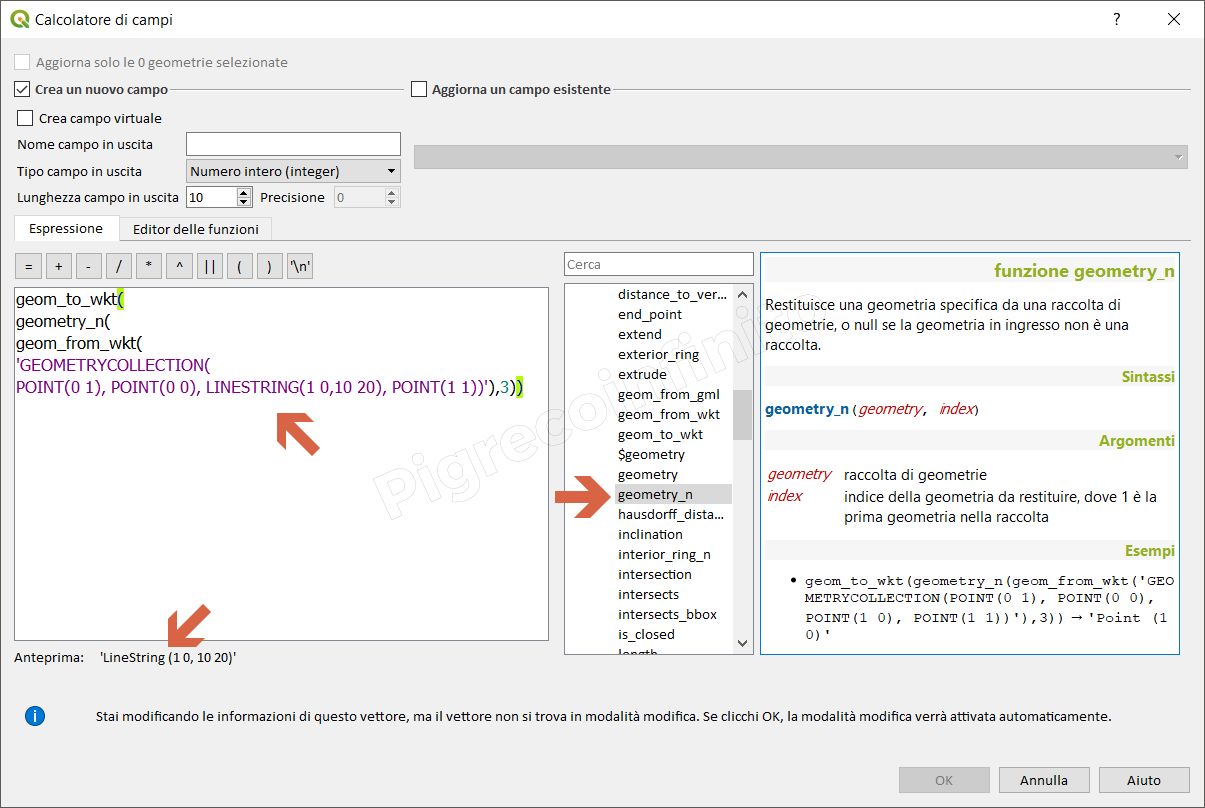 Calcolatore di campi
?
Aggiorna solo le 0 geometrie selezionate
Crea un nuovo campo
Aggiorna un campo esistente
Crea campo virtuale
Nome campo in uscita
Tipo campo in uscita
Numero intero (integer)
Lunghezza campo in uscita
10
Precisione
0
Espressione
Editor delle funzioni
=
+
-
/
*
^
||
(
)
'\n'
geom_to_wkt(
geometry_n(
geom_from_wkt(
'GEOMETRYCOLLECTION(
POINT(0 1), POINT(0 0), LINESTRING(1 0,10 20), POINT(1 1))'),3))
Anteprima: 'LineString (1 0, 10 20)'
Cerca
distance_to_ver...
end_point
extend
exterior_ring
extrude
geom_from_gml
geom_from_wkt
geom_to_wkt
$geometry
geometry
geometry_n
hausdorff_dista...
inclination
interior_ring_n
intersection
intersects
intersects_bbox
is_closed
length
funzione geometry_n
Restituisce una geometria specifica da una raccolta di
geometrie, o null se la geometria in ingresso non è una
raccolta.
Sintassi
geometry_n(geometry, index)
Argomenti
geometry raccolta di geometrie
index indice della geometria da restituire, dove 1 è la
prima geometria nella raccolta
Esempi
• geom_to_wkt(geometry_n(geom_from_wkt('GEO
METRYCOLLECTION(POINT(0 1), POINT(0 0),
POINT(1 0), POINT(1 1))'),3)) → 'Point (1
0)'
Stai modificando le informazioni di questo vettore, ma il vettore non si trova in modalità modifica. Se clicchi OK, la modalità modifica verrà attivata automaticamente.
OK
Annulla
Aiuto